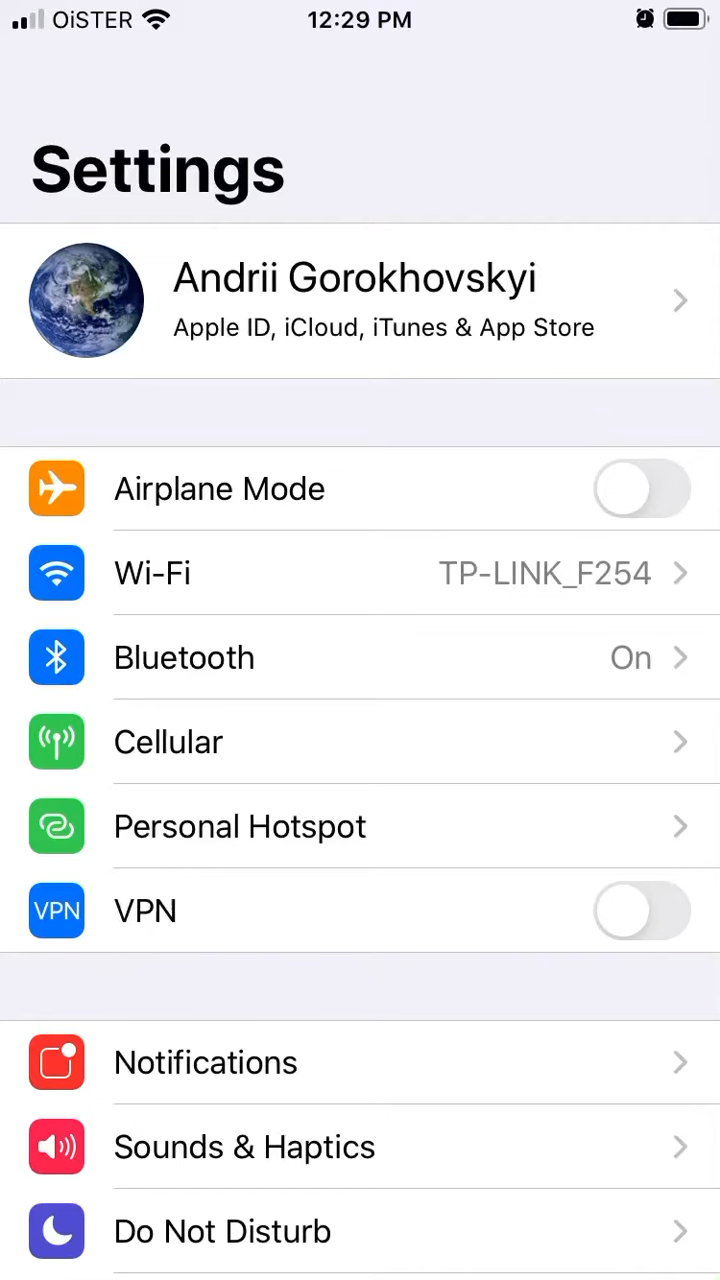 OiSTER 12:29 PM
Settings
Andrii Gorokhovskyi
Apple ID, iCloud, iTunes & App Store
Airplane Mode
Wi-Fi TP-LINK_F254
Bluetooth On
Cellular
Personal Hotspot
VPN VPN
Notifications
Sounds & Haptics
Do Not Disturb